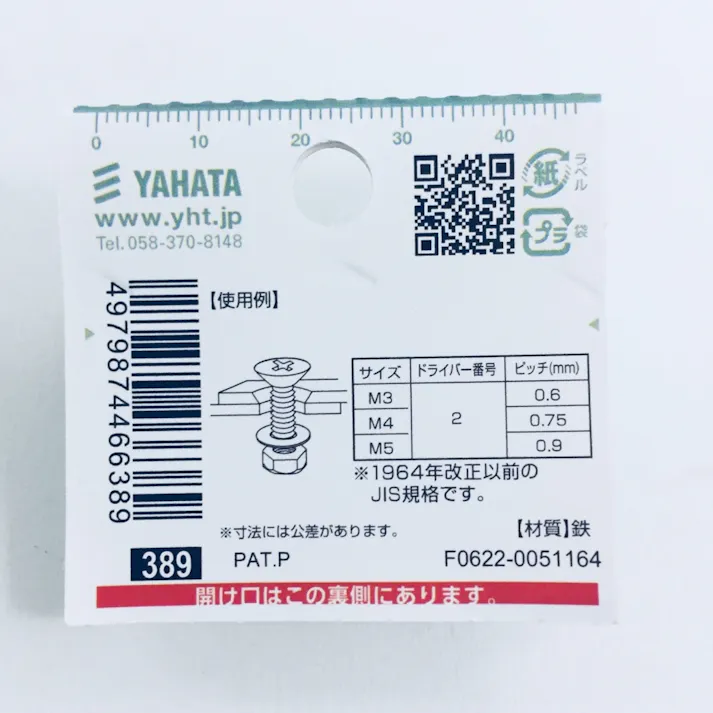 0 10 20 30 40
YAHATA
www.yht.jp
Tel. 058-370-8148
紙
ラベル
プラ
袋
4979874466389
【使用例】
サイズ ドライバー番号 ピッチ(mm)
M3 2 0.6
M4 0.75
M5 0.9
※1964年改正以前の
JIS規格です。
※寸法には公差があります。
【材質】鉄
389 PAT.P F0622-0051164
開け口はこの裏側にあります。